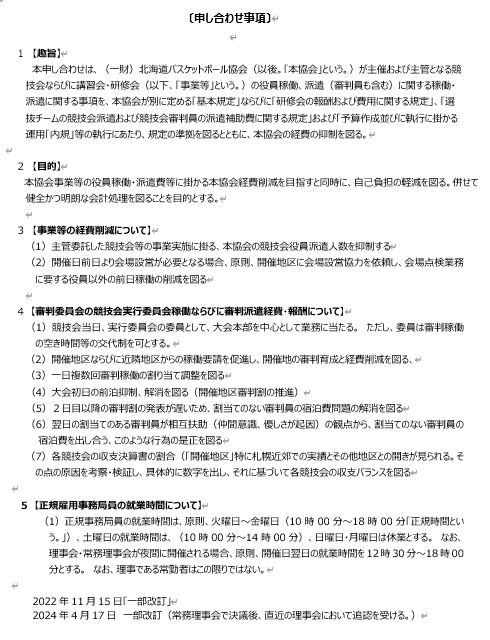 〔申し合わせ事項〕
1 【趣旨】
本申し合わせは、（一財）北海道バスケットボール協会（以後。「本協会」という。）が主催および主管となる競
技会ならびに講習会・研修会（以下、「事業等」という。）の役員稼働、派遣（審判員も含む）に関する稼働・
派遣に関する事項を、本協会が別に定める「基本規定」ならびに「研修会の報酬および費用に関する規定」、「選
抜チームの競技会派遣および競技会審判員の派遣補助費に関する規定」および「予算作成並びに執行に掛かる
運用「内規」等の執行にあたり、規定の準拠を図るとともに、本協会の経費の抑制を図る。
2 【目的】
本協会事業等の役員稼働・派遣費等に掛かる本協会経費削減を目指すと同時に、自己負担の軽減を図る。併せて
健全かつ明朗な会計処理を図ることを目的とする。
3 【事業等の経費削減について】
（1）主管委託した競技会等の事業実施に掛る、本協会の競技会役員派遣人数を抑制する
（2）開催日前日より会場設営が必要となる場合、原則、開催地区に会場設営協力を依頼し、会場点検業務
に要する役員以外の前日稼働の削減を図る
4 【審判委員会の競技会実行委員会稼働ならびに審判派遣経費・報酬について】
（1）競技会当日、実行委員会の委員として、大会本部を中心として業務に当たる。 ただし、委員は審判稼働
の空き時間等の交代制を可とする。
（2）開催地区ならびに近隣地区からの稼働要請を促進し、開催地の審判育成と経費削減を図る、
（3）一日複数回審判稼働の割り当て調整を図る
（4）大会初日の前泊抑制、解消を図る（開催地区審判割の推進）
（5）２日目以降の審判割の発表が遅いため、割当てのない審判員の宿泊費問題の解消を図る
（6）翌日の割当てのある審判員が相互扶助（仲間意識、優しさが起因）の観点から、割当てのない審判員の
宿泊費を出し合う、このような行為の是正を図る
（7）各競技会の収支決算書の割合（「開催地区」特に札幌近郊での実績とその他地区との開きが見られる。そ
の点の原因を考察・検証し、具体的に数字を出し、それに基づいて各競技会の収支バランスを図る
5 【正規雇用事務局員の就業時間について】
（1）正規事務局員の就業時間は、原則、火曜日～金曜日（10 時 00 分～18 時 00 分「正規時間とい
う。」）、土曜日の就業時間は、（10 時 00 分～14 時 00 分）、日曜日・月曜日は休業とする。 なお、
理事会・常務理事会が夜間に開催される場合、原則、開催日翌日の就業時間を 12 時 30 分～18 時 00
分とする。 なお、理事である常勤者はこの限りではない。
2022 年 11 月 15 日「一部改訂」
2024 年 4 月 17 日 一部改訂（常務理事会で決議後、直近の理事会において追認を受ける。）